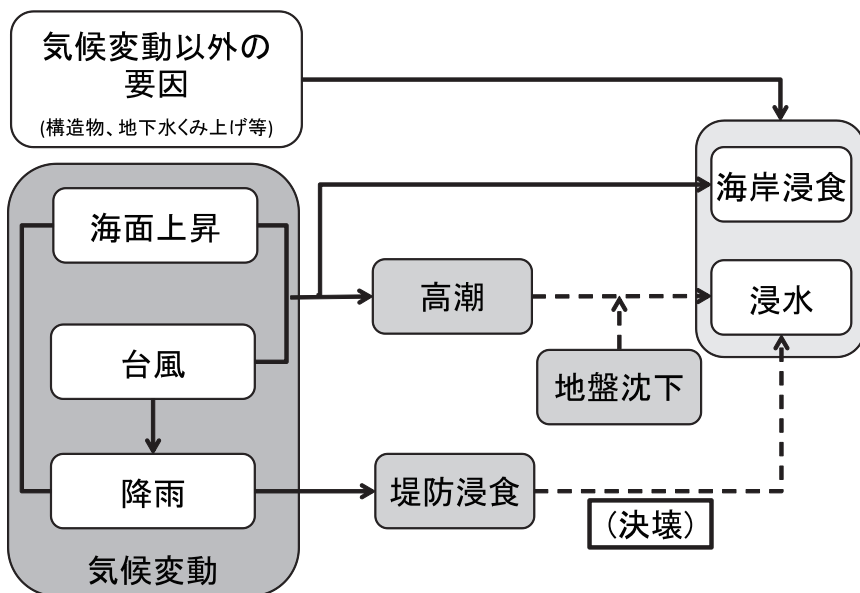 気候変動以外の
要因
(構造物、地下水くみ上げ等)
海面上昇
海岸浸食
高潮
浸水
台風
地盤沈下
降雨
堤防浸食
(決壊)
気候変動